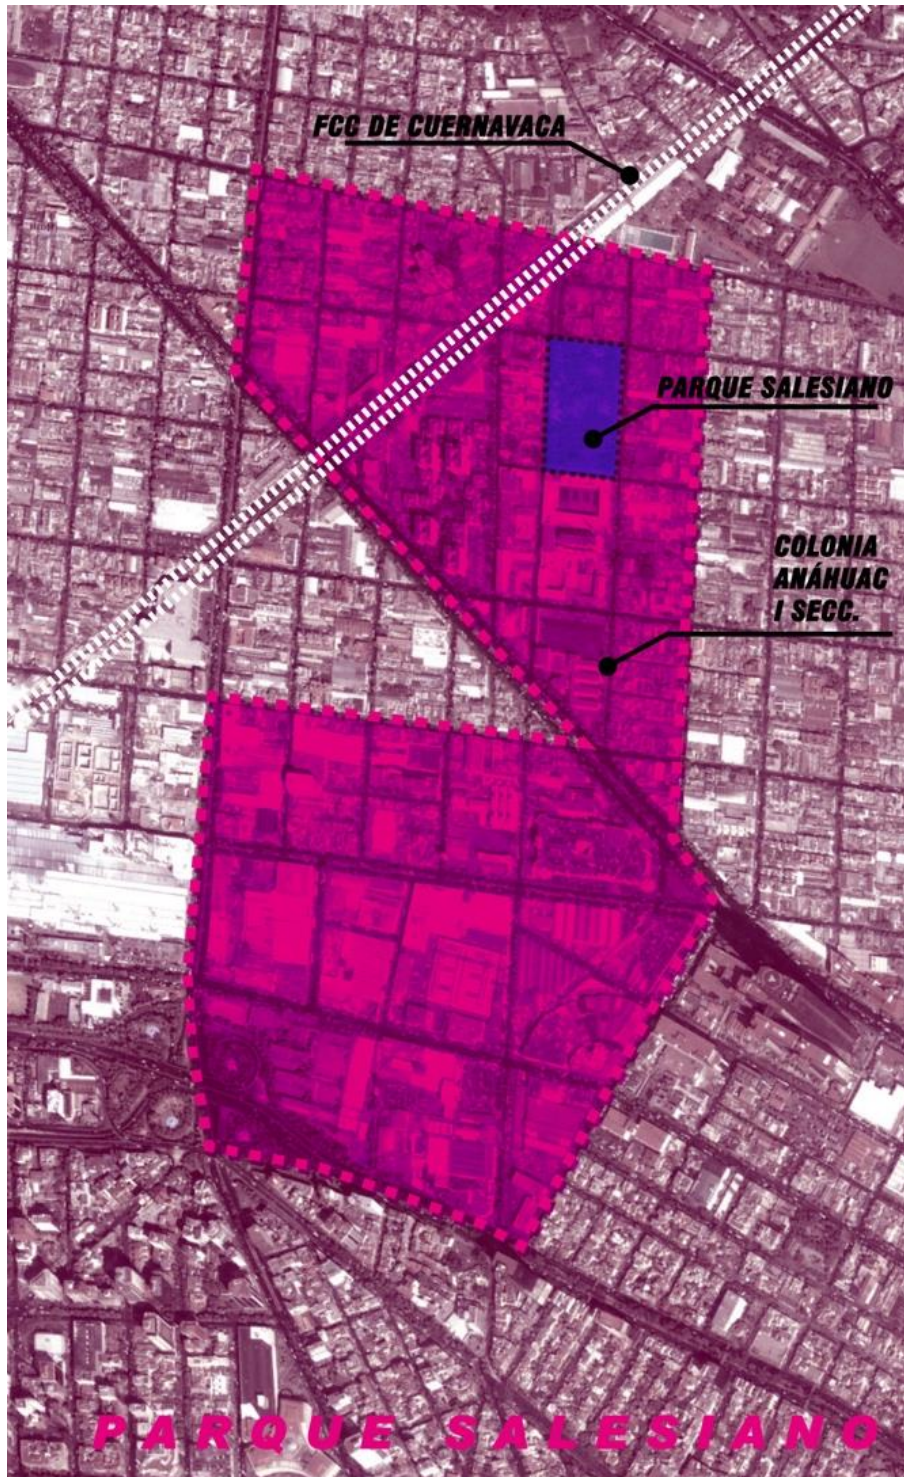 FCC DE CUERNAVACA
PARQUE SALESIANO
COLONIA
ANÁHUAC
I SECC.
PARQUE SALESIANO